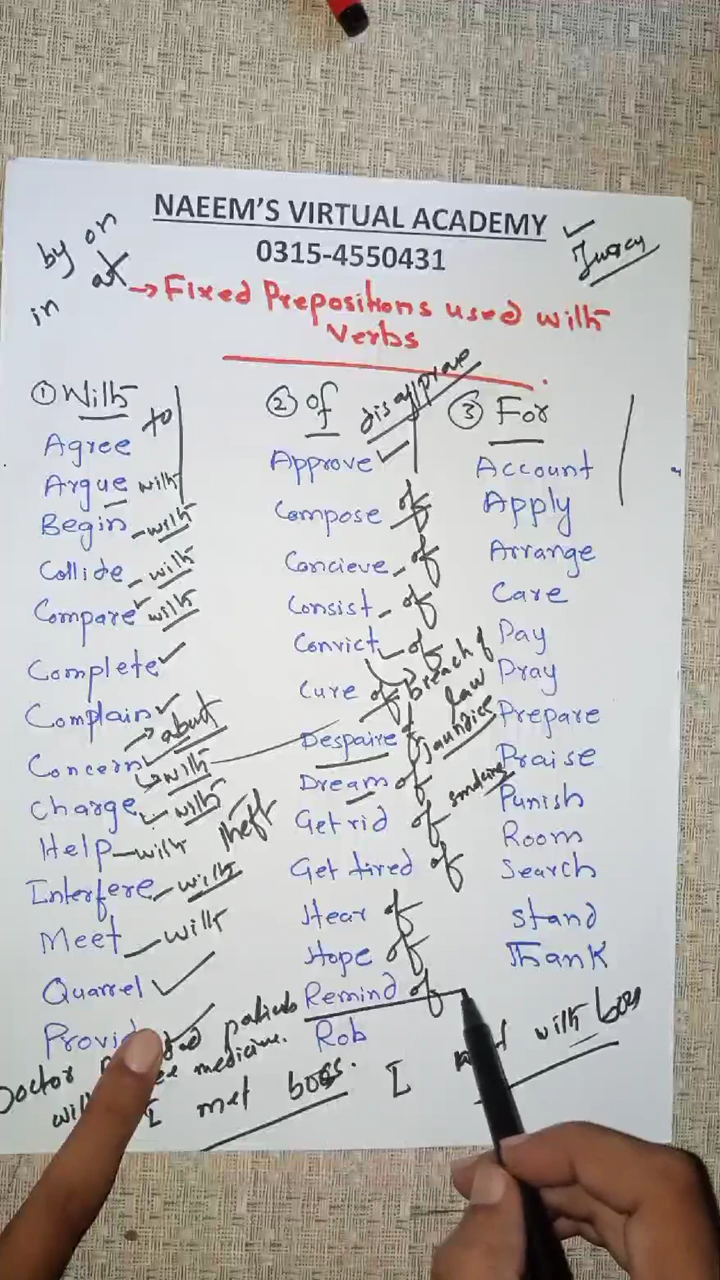 NAEEM'S VIRTUAL ACADEMY
0315-4550431
by on
in at
→ Fixed Prepositions used with
Verbs
① With
to
Agree
Argue with
Begin - with
Collide - with
Compare with
Complete
Complain
about
Concern with
Charge with
theft
Help - with
Interfere - with
Meet - with
Quarrel
② Of
disapprove
Approve
Compose of
Concieve - of
Consist - of
Convict - of
breach of
law
Cure of
jaundice
Despaire of
Dream of
smoking
Get rid of
Get tired of
Hear of
Hope of
Remind of
Rob
③ For
Account
Apply
Arrange
Care
Pay
Pray
Prepare
Praise
Punish
Room
Search
Stand
Thank
Doctor patients
medicine.
I met boss. I with boss